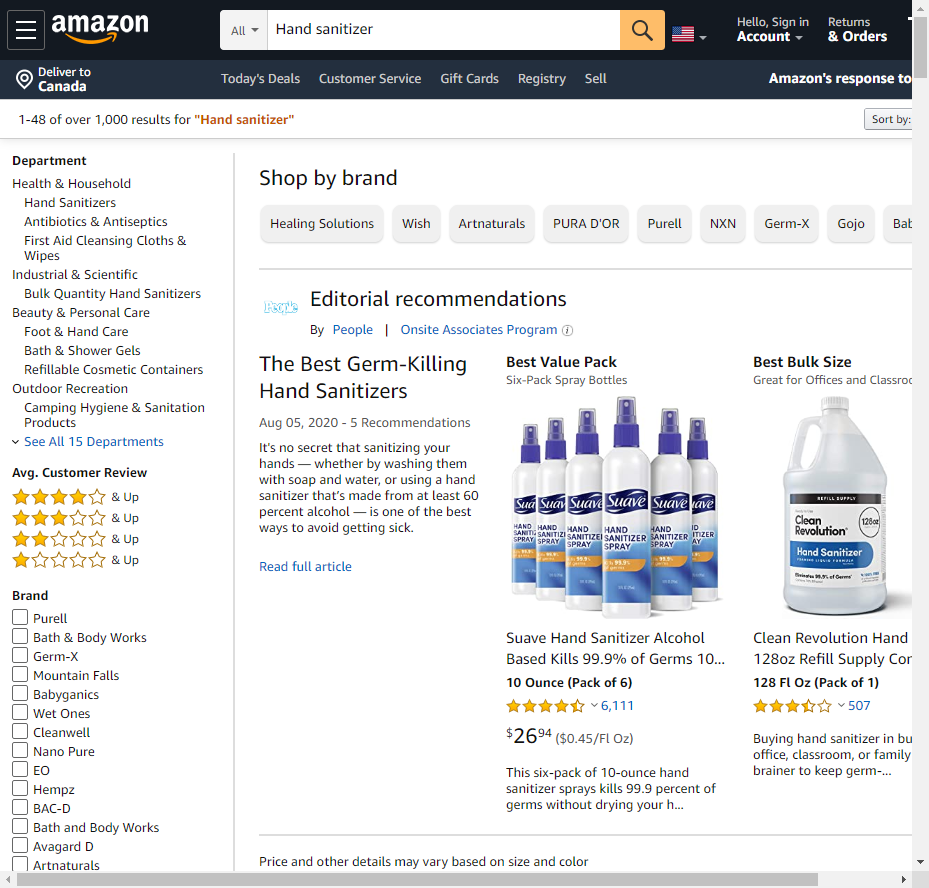 amazon
All
Hand sanitizer
Hello, Sign in
Account
Returns
& Orders
Deliver to
Canada
Today's Deals
Customer Service
Gift Cards
Registry
Sell
Amazon's response to
1-48 of over 1,000 results for "Hand sanitizer"
Sort by:
Department
Health & Household
Hand Sanitizers
Antibiotics & Antiseptics
First Aid Cleansing Cloths &
Wipes
Industrial & Scientific
Bulk Quantity Hand Sanitizers
Beauty & Personal Care
Foot & Hand Care
Bath & Shower Gels
Refillable Cosmetic Containers
Outdoor Recreation
Camping Hygiene & Sanitation
Products
See All 15 Departments
Avg. Customer Review
& Up
& Up
& Up
& Up
Brand
Purell
Bath & Body Works
Germ-X
Mountain Falls
Babyganics
Wet Ones
Cleanwell
Nano Pure
EO
Hempz
BAC-D
Bath and Body Works
Avagard D
Artnaturals
Shop by brand
Healing Solutions
Wish
Artnaturals
PURA D'OR
Purell
NXN
Germ-X
Gojo
Bab
People
Editorial recommendations
By People | Onsite Associates Program
The Best Germ-Killing
Hand Sanitizers
Aug 05, 2020 - 5 Recommendations
It's no secret that sanitizing your
hands — whether by washing them
with soap and water, or using a hand
sanitizer that's made from at least 60
percent alcohol — is one of the best
ways to avoid getting sick.
Read full article
Best Value Pack
Six-Pack Spray Bottles
Suave
HAND
SANITIZER
SPRAY
Suave Hand Sanitizer Alcohol
Based Kills 99.9% of Germs 10...
10 Ounce (Pack of 6)
6,111
$26.94 ($0.45/Fl Oz)
This six-pack of 10-ounce hand
sanitizer sprays kills 99.9 percent of
germs without drying your h...
Best Bulk Size
Great for Offices and Classroo
REFILL SUPPLY
Clean
Revolution
128oz
Hand Sanitizer
Eliminates 99.9% of Germs
Clean Revolution Hand
128oz Refill Supply Con
128 Fl Oz (Pack of 1)
507
Buying hand sanitizer in bu
office, classroom, or family
brainer to keep germ-...
Price and other details may vary based on size and color